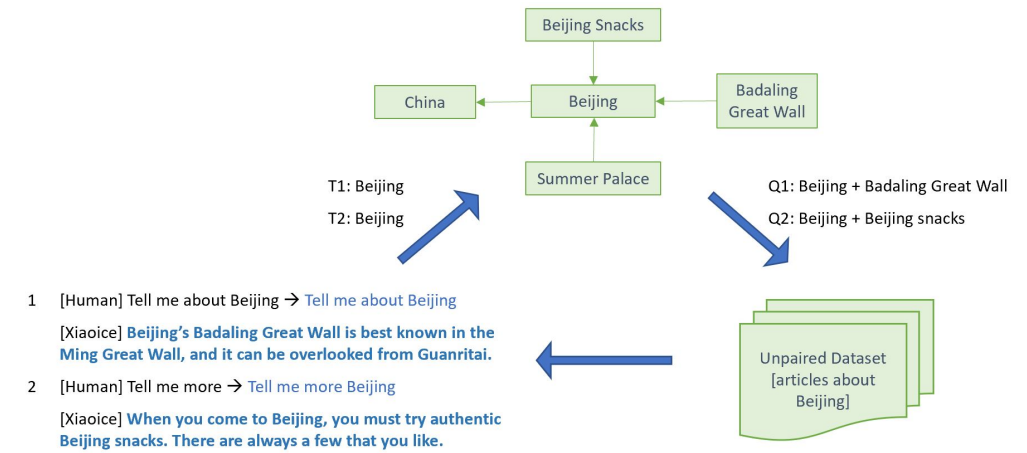 Beijing Snacks
China
Beijing
Badaling
Great Wall
Summer Palace
T1: Beijing
T2: Beijing
Q1: Beijing + Badaling Great Wall
Q2: Beijing + Beijing snacks
1 [Human] Tell me about Beijing → Tell me about Beijing
[Xiaoice] Beijing's Badaling Great Wall is best known in the
Ming Great Wall, and it can be overlooked from Guanritai.
2 [Human] Tell me more → Tell me more Beijing
[Xiaoice] When you come to Beijing, you must try authentic
Beijing snacks. There are always a few that you like.
Unpaired Dataset
[articles about
Beijing]